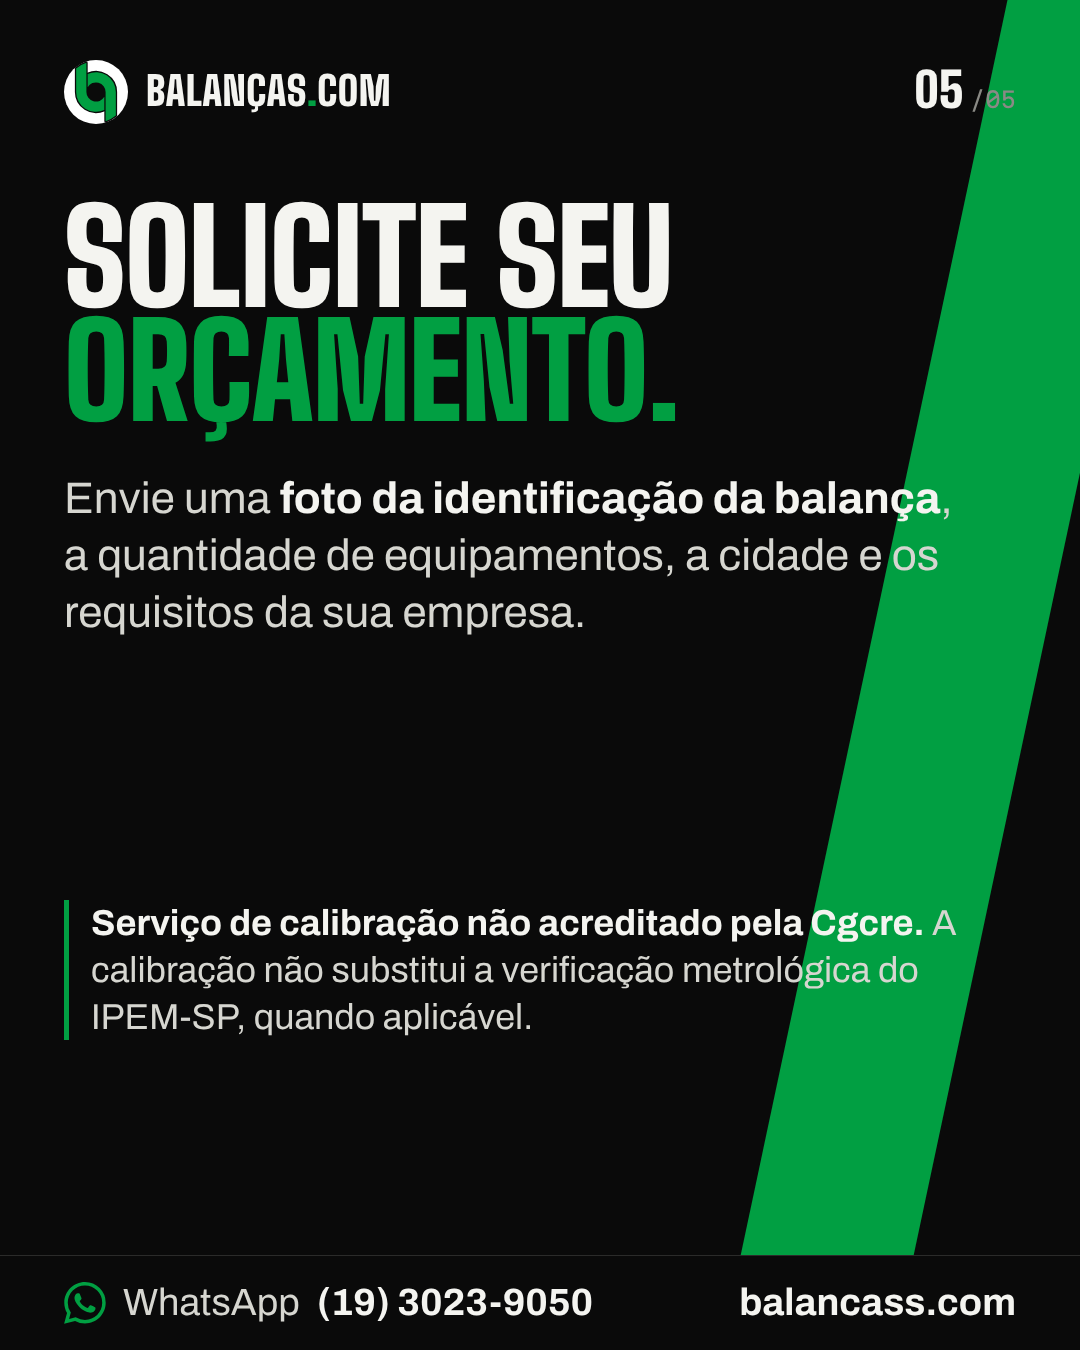 BALANÇAS.COM
05 /05
SOLICITE SEU
ORÇAMENTO.
Envie uma foto da identificação da balança,
a quantidade de equipamentos, a cidade e os
requisitos da sua empresa.
Serviço de calibração não acreditado pela Cgcre. A
calibração não substitui a verificação metrológica do
IPEM-SP, quando aplicável.
WhatsApp (19) 3023-9050
balancass.com